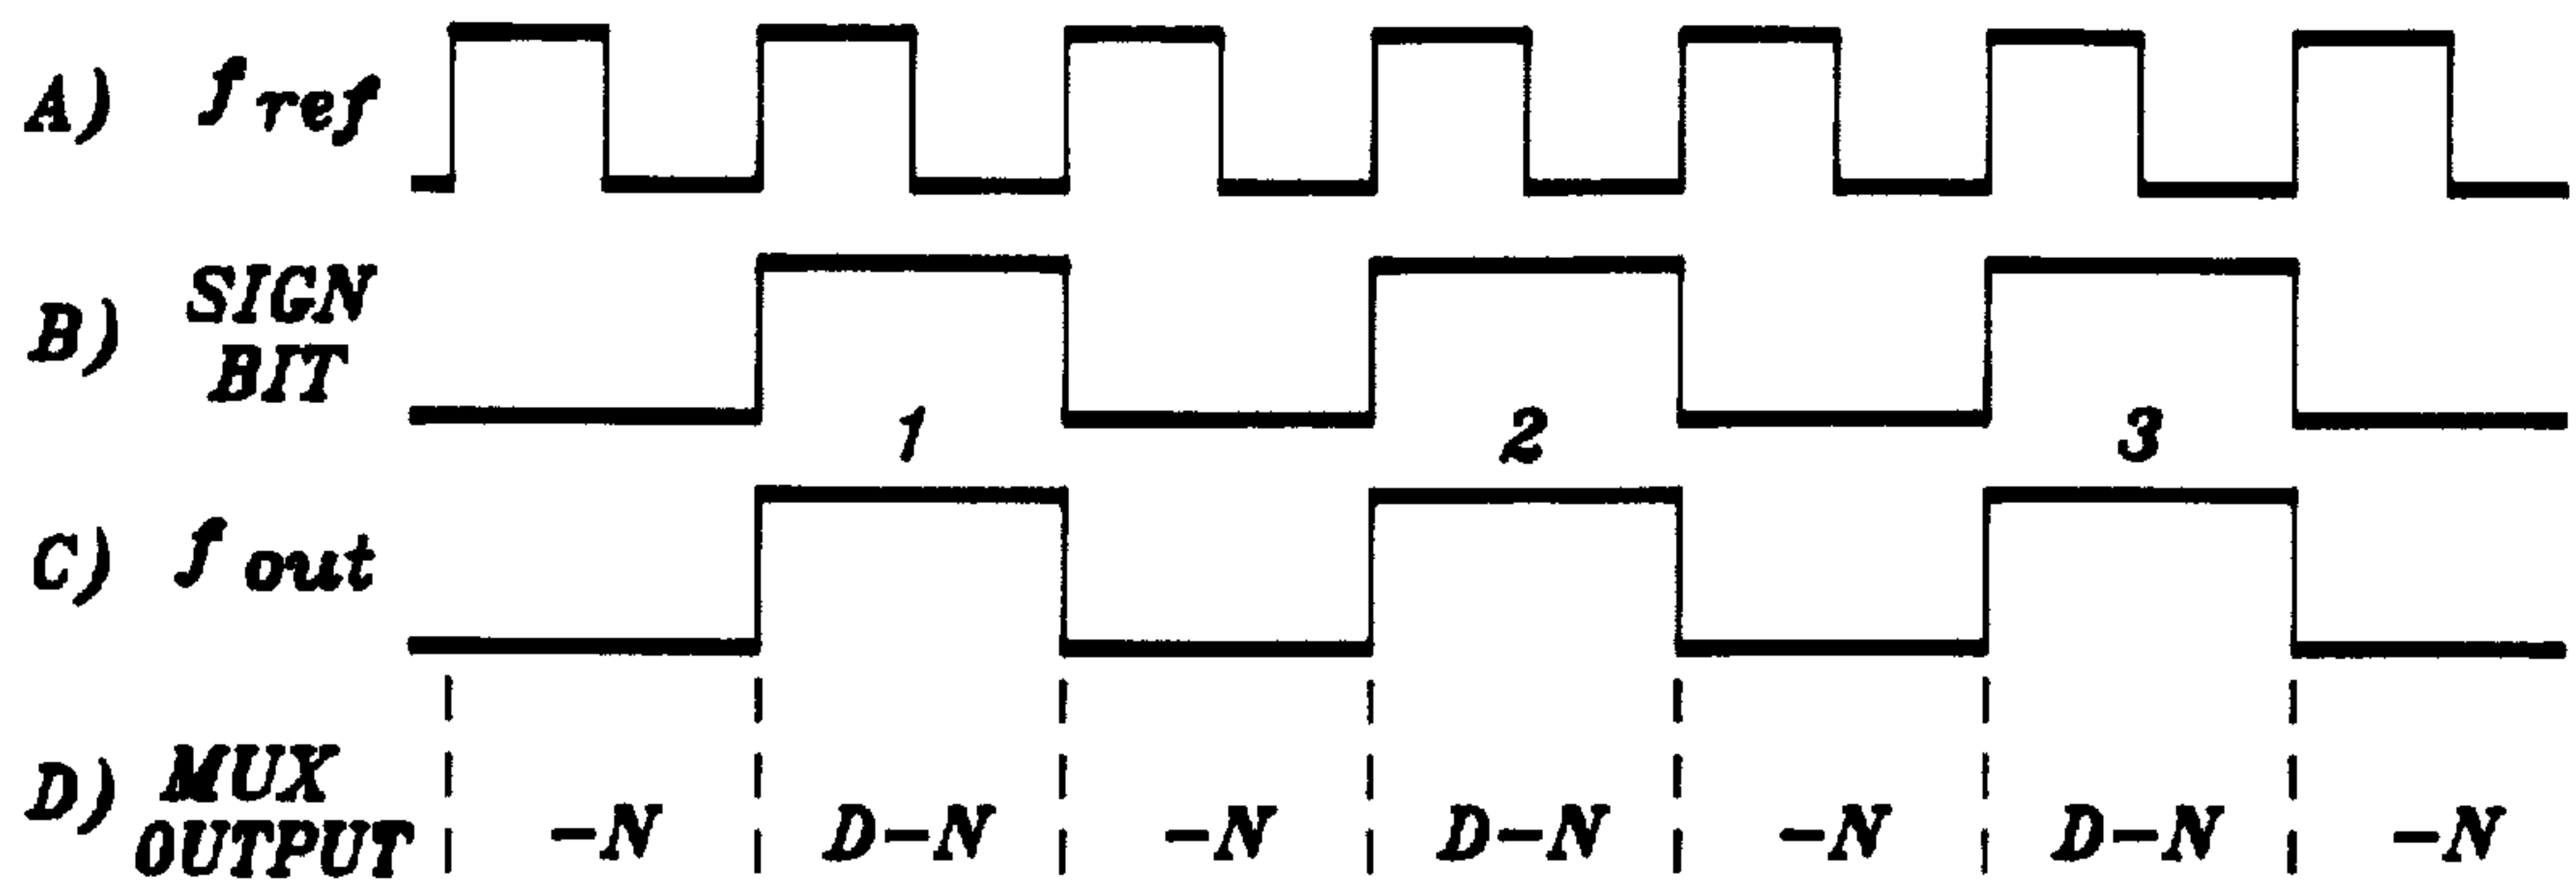 A) f ref
B) SIGN BIT
1 2 3
C) f out
D) MUX OUTPUT -N D-N -N D-N -N D-N -N